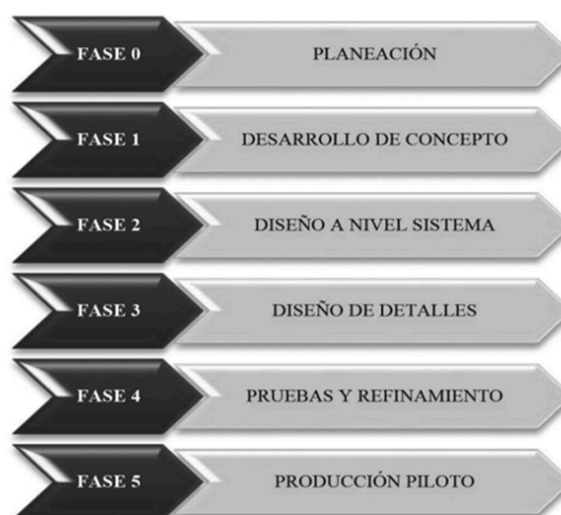 FASE 0 PLANEACIÓN
FASE 1 DESARROLLO DE CONCEPTO
FASE 2 DISEÑO A NIVEL SISTEMA
FASE 3 DISEÑO DE DETALLES
FASE 4 PRUEBAS Y REFINAMIENTO
FASE 5 PRODUCCIÓN PILOTO